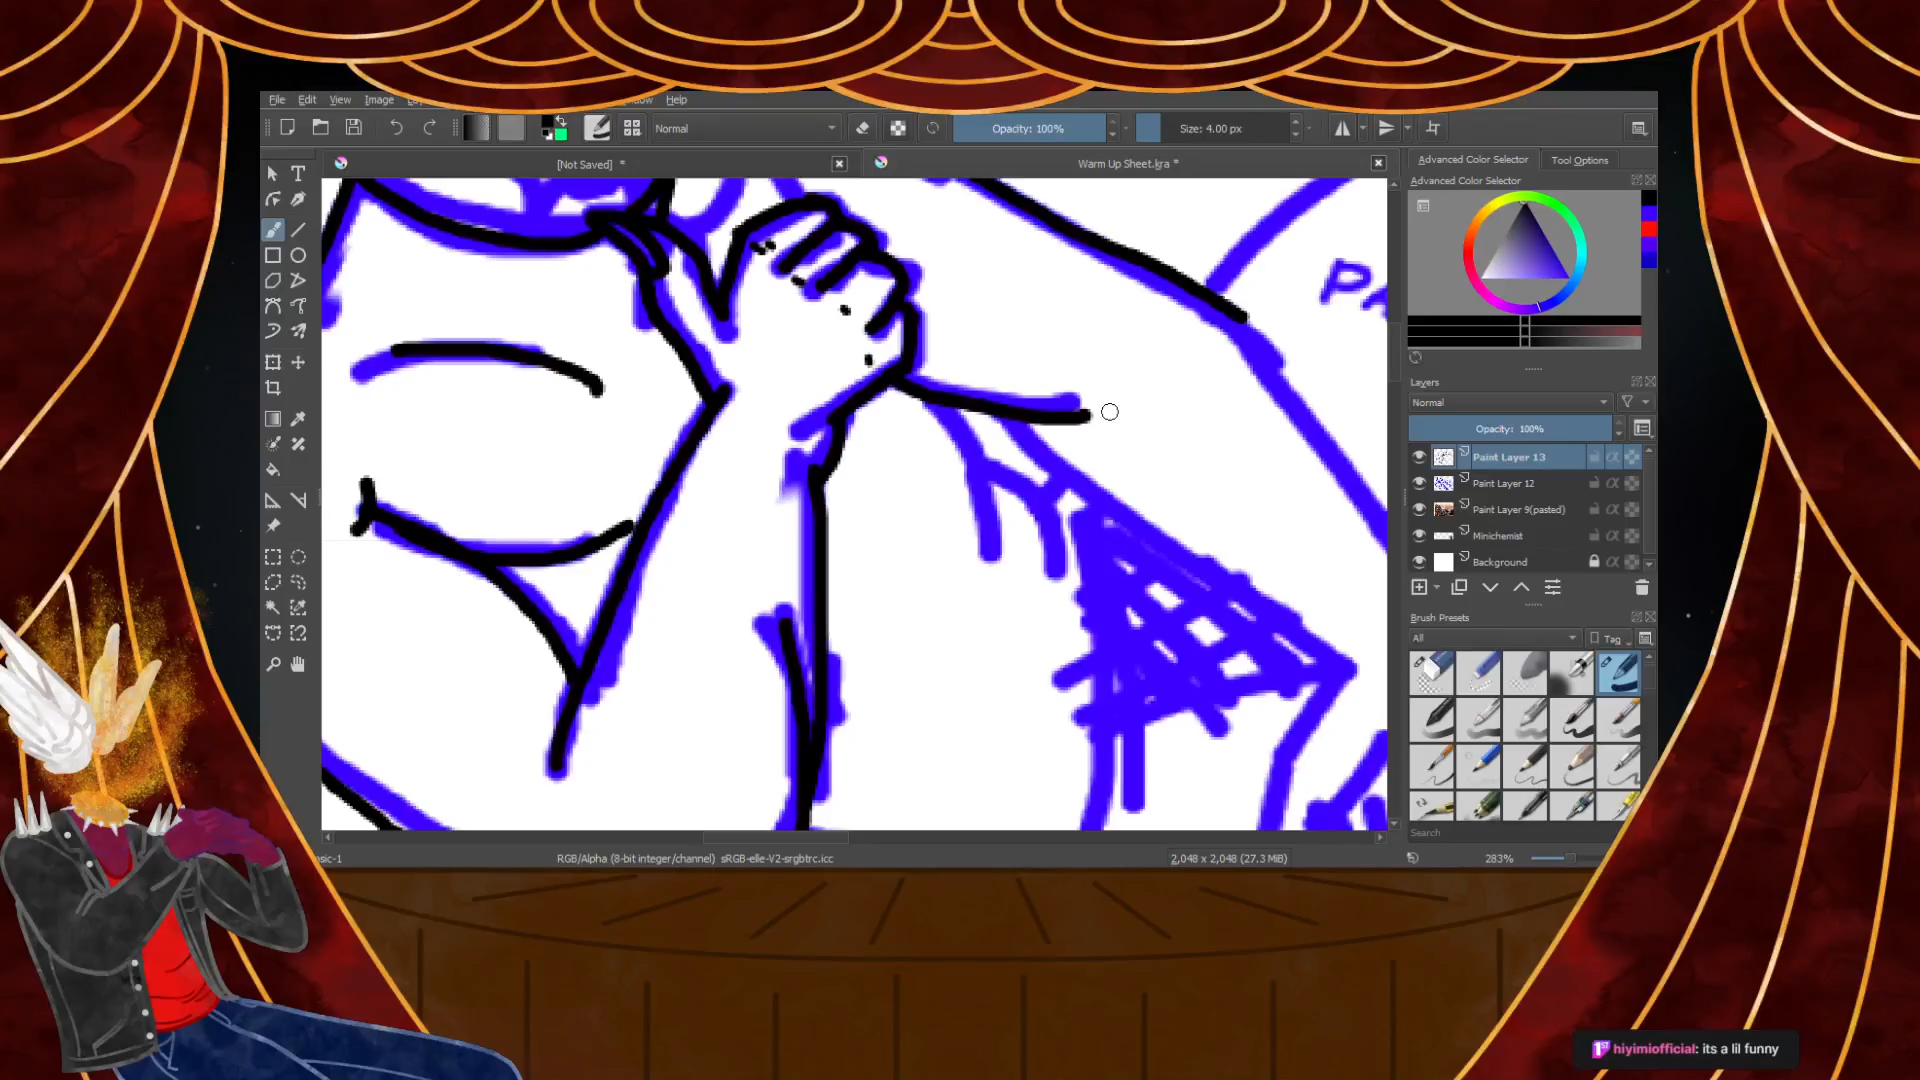 File Edit View Image Help
Normal
Opacity: 100%
Size: 4.00 px
[Not Saved] *
Warm Up Sheet.kra *
Advanced Color Selector
Tool Options
Advanced Color Selector
PA
Layers
Normal
Opacity: 100%
Paint Layer 13
Paint Layer 12
Paint Layer 9(pasted)
Minichemist
Background
Brush Presets
All
Tag
Search
RGB/Alpha (8-bit integer/channel) sRGB-elle-V2-srgbtrc.icc
2,048 x 2,048 (27.3 MiB)
283%
1ST hiyimiofficial: its a lil funny